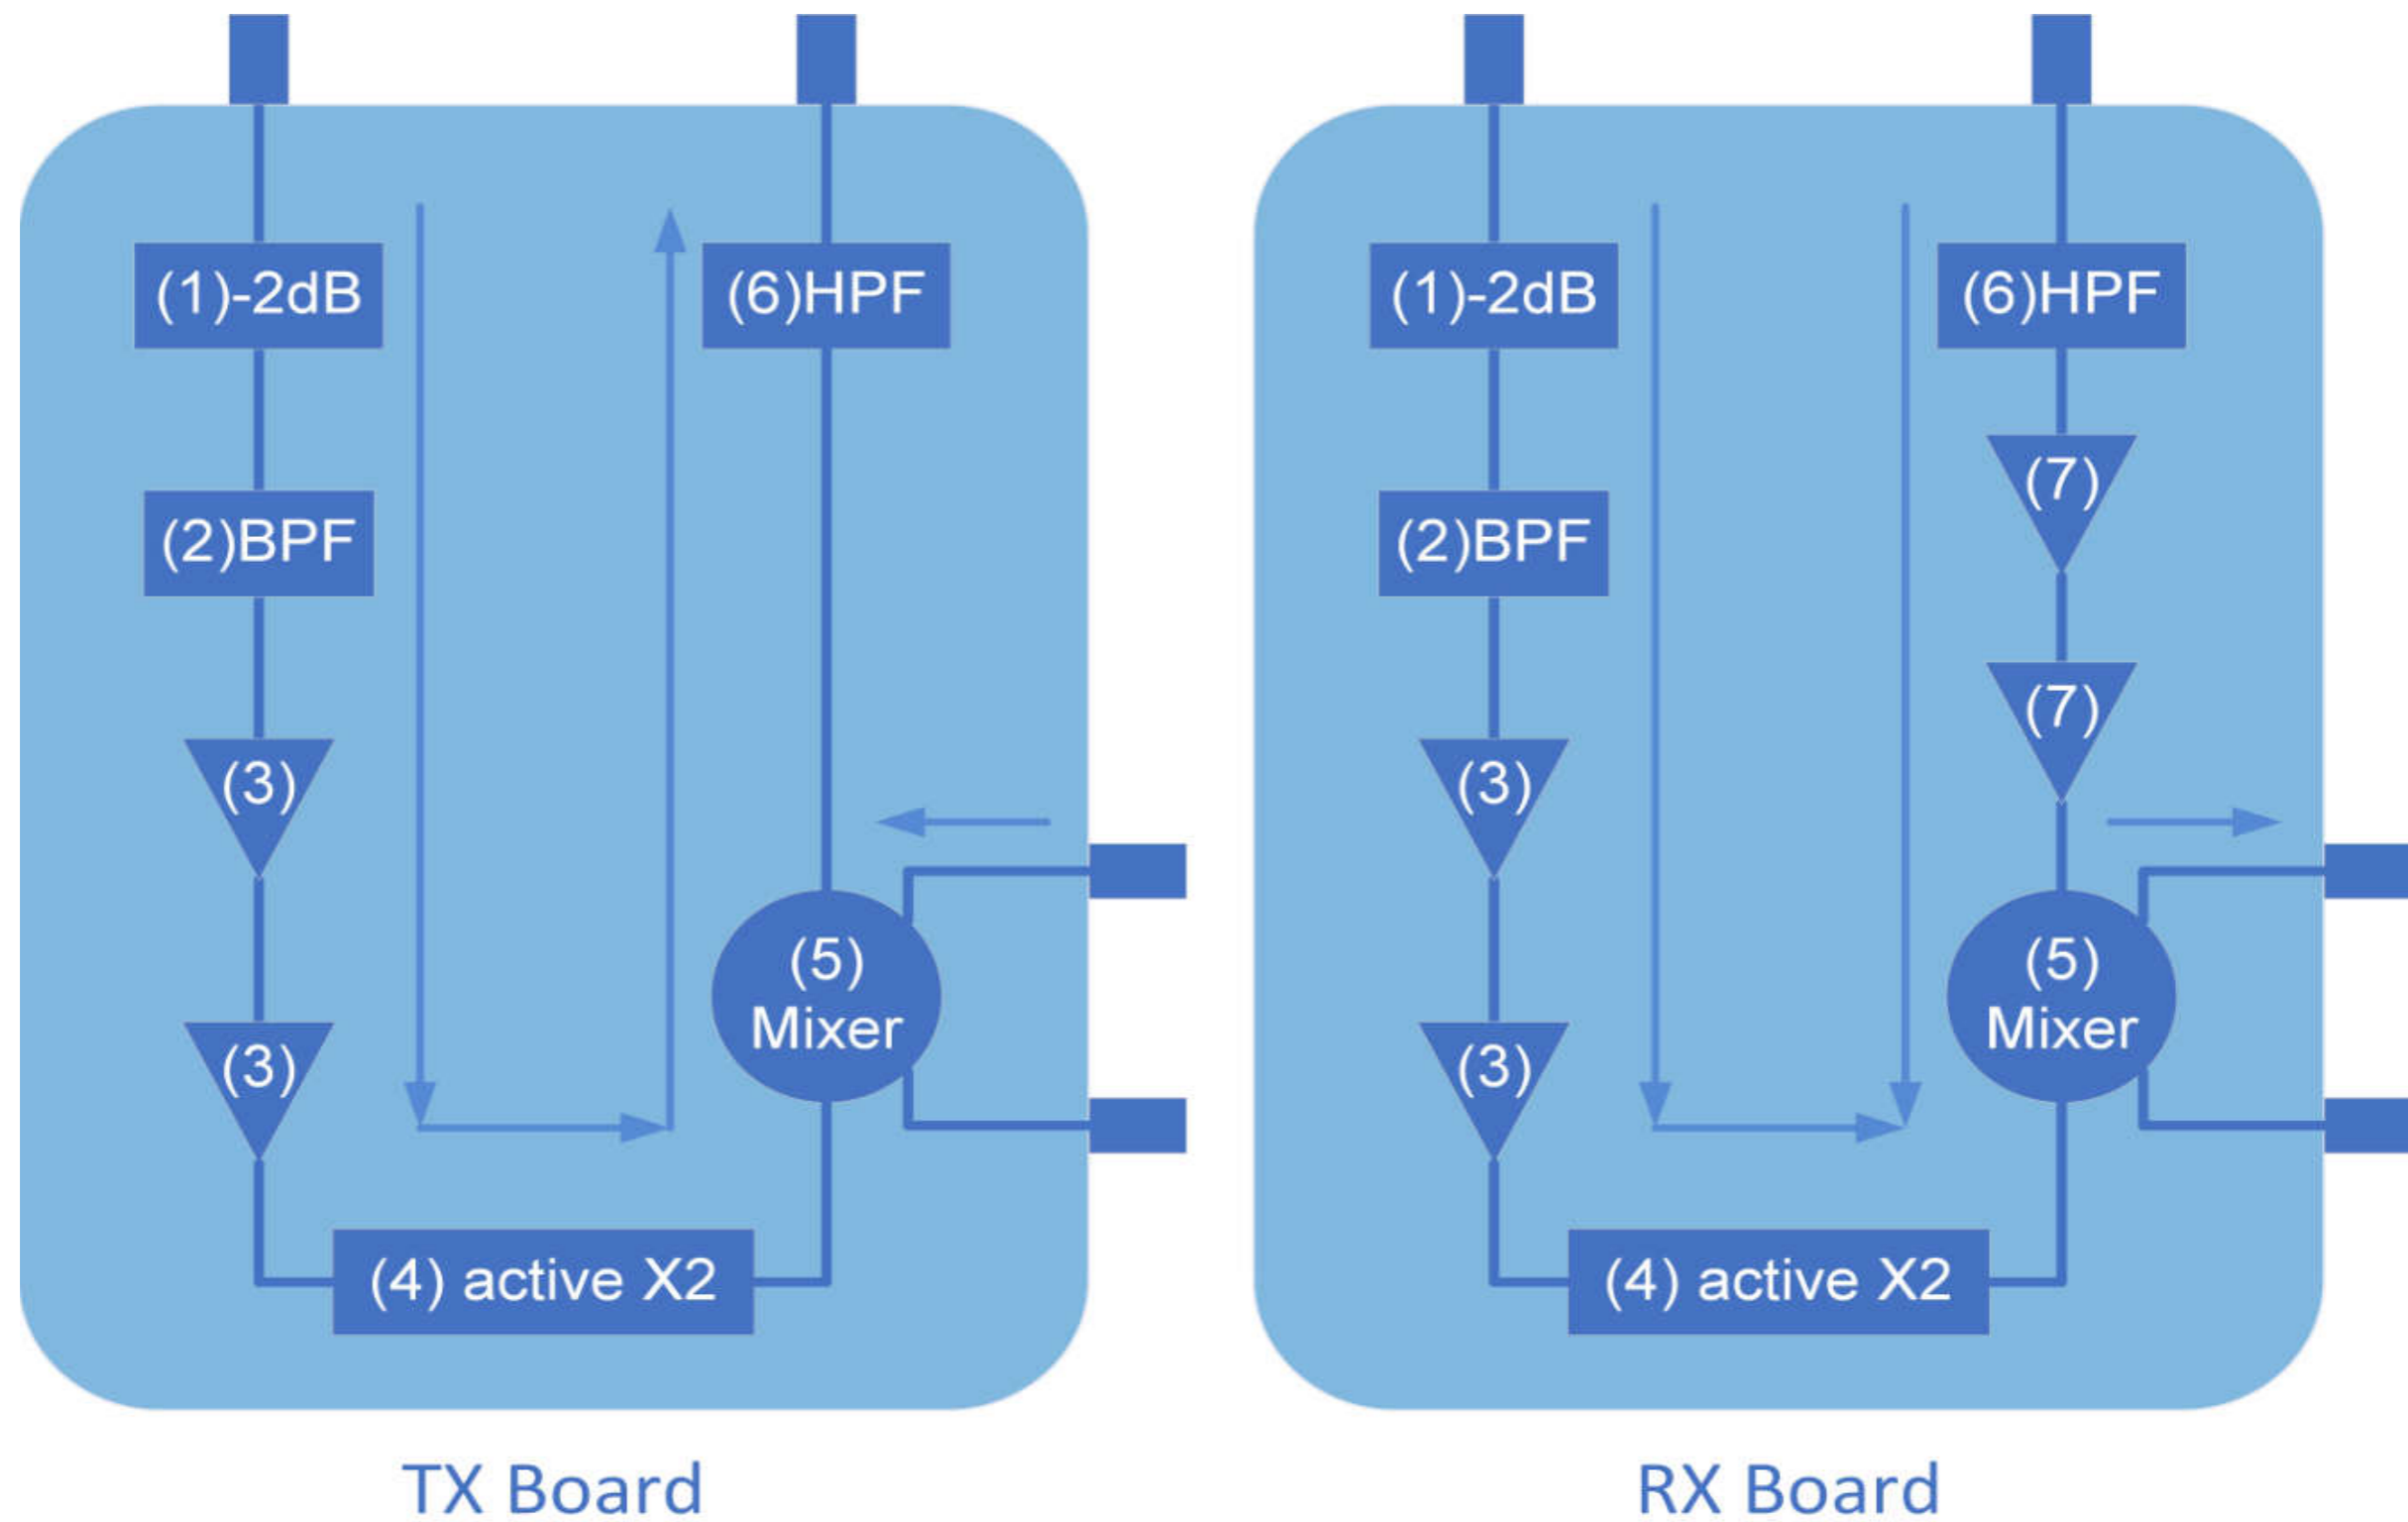 (1)-2dB
(6)HPF
(2)BPF
(3)
(5)
Mixer
(3)
(4) active X2
TX Board
(1)-2dB
(6)HPF
(7)
(2)BPF
(7)
(3)
(5)
Mixer
(3)
(4) active X2
RX Board